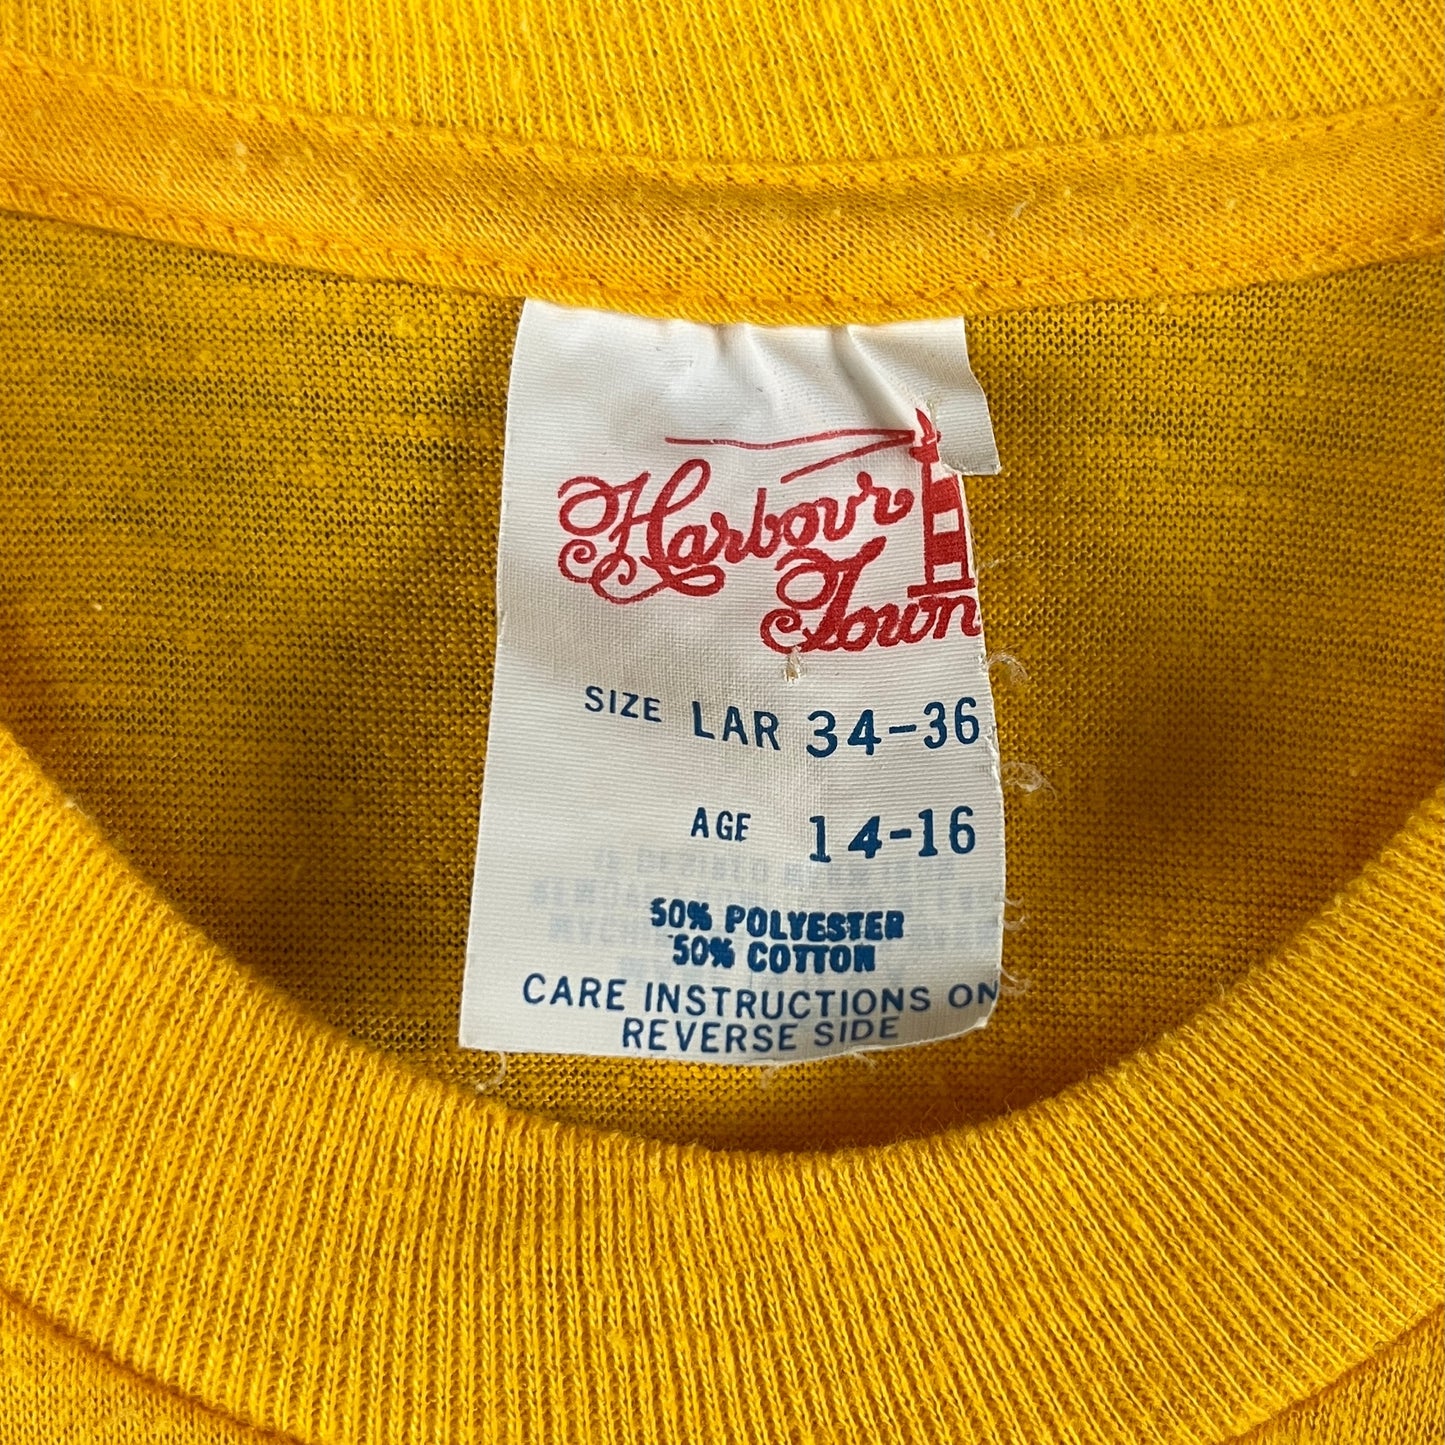 Harbour
Town
SIZE LAR 34-36
AGE 14-16
50% POLYESTER
50% COTTON
CARE INSTRUCTIONS ON
REVERSE SIDE